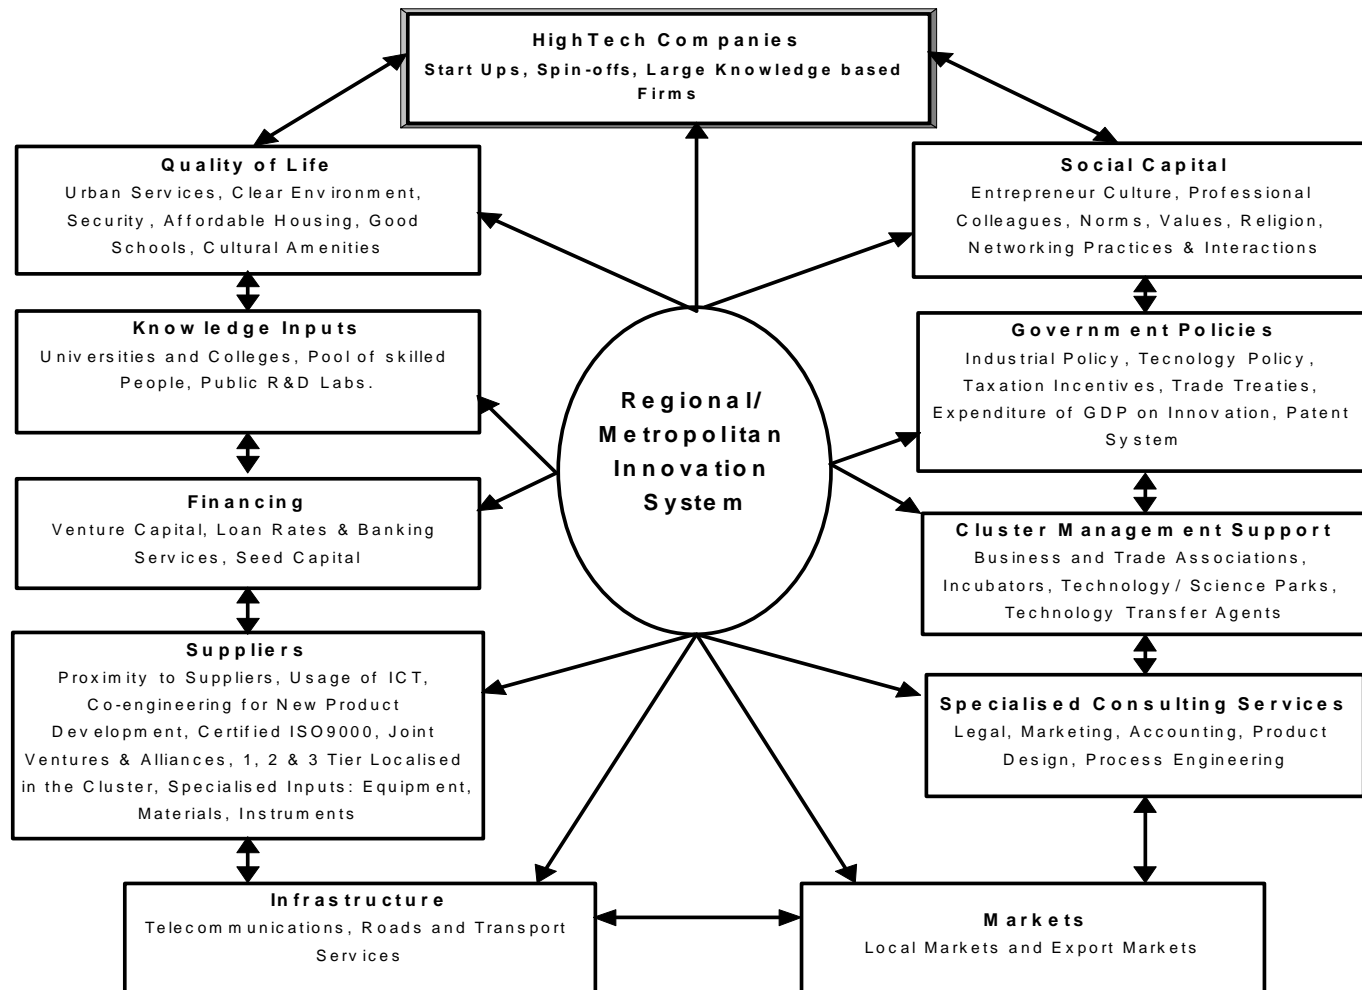 HighTech Companies
Start Ups, Spin-offs, Large Knowledge based
Firms
Quality of Life
Urban Services, Clear Environment,
Security, Affordable Housing, Good
Schools, Cultural Amenities
Social Capital
Entrepreneur Culture, Professional
Colleagues, Norms, Values, Religion,
Networking Practices & Interactions
Knowledge Inputs
Universities and Colleges, Pool of skilled
People, Public R&D Labs.
Government Policies
Industrial Policy, Tecnology Policy,
Taxation Incentives, Trade Treaties,
Expenditure of GDP on Innovation, Patent
System
Regional/
Metropolitan
Innovation
System
Financing
Venture Capital, Loan Rates & Banking
Services, Seed Capital
Cluster Management Support
Business and Trade Associations,
Incubators, Technology/ Science Parks,
Technology Transfer Agents
Suppliers
Proximity to Suppliers, Usage of ICT,
Co-engineering for New Product
Development, Certified ISO9000, Joint
Ventures & Alliances, 1, 2 & 3 Tier Localised
in the Cluster, Specialised Inputs: Equipment,
Materials, Instruments
Specialised Consulting Services
Legal, Marketing, Accounting, Product
Design, Process Engineering
Infrastructure
Telecommunications, Roads and Transport
Services
Markets
Local Markets and Export Markets